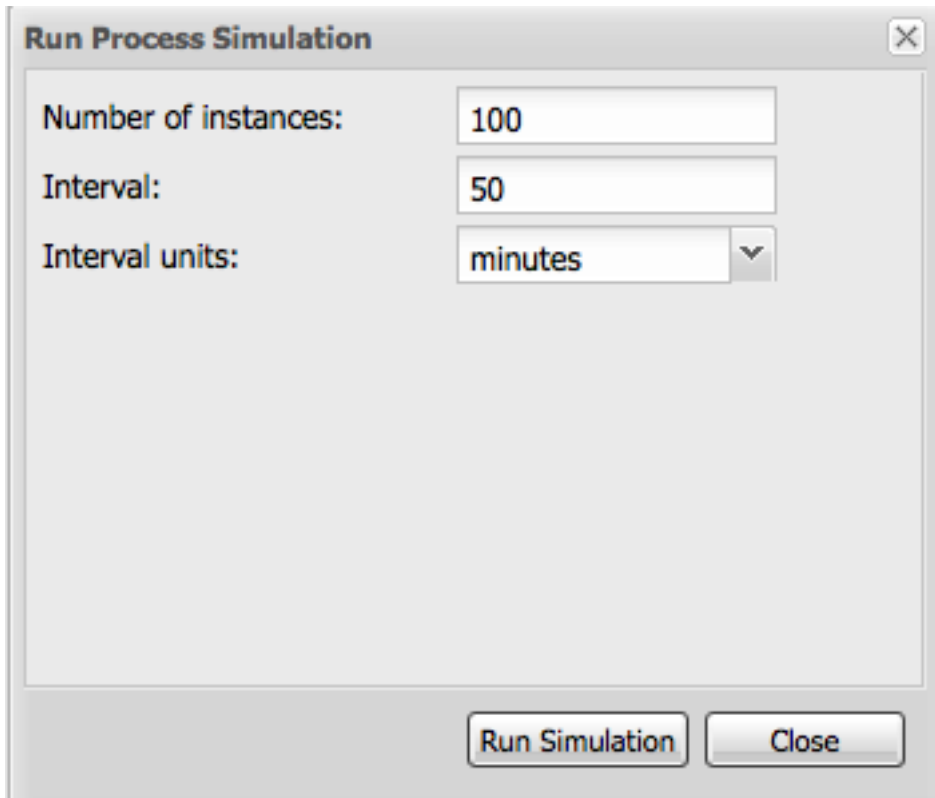 Run Process Simulation
Number of instances: 100
Interval: 50
Interval units: minutes
Run Simulation Close